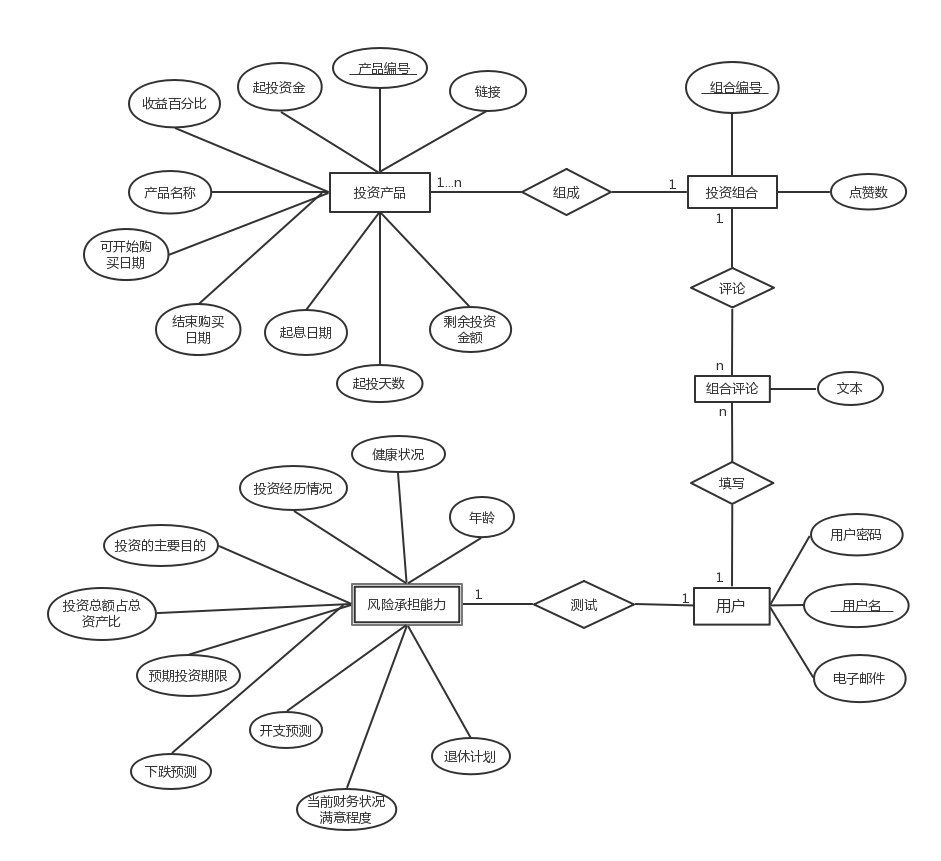 产品编号
组合编号
起投资金
链接
收益百分比
1...n
1
产品名称
投资产品
组成
投资组合
点赞数
1
可开始购
买日期
评论
结束购买
日期
起息日期
剩余投资
金额
n
起投天数
组合评论
文本
n
健康状况
投资经历情况
填写
年龄
用户密码
投资的主要目的
1
1
1
风险承担能力
测试
用户
用户名
投资总额占总
资产比
预期投资期限
电子邮件
开支预测
退休计划
下跌预测
当前财务状况
满意程度